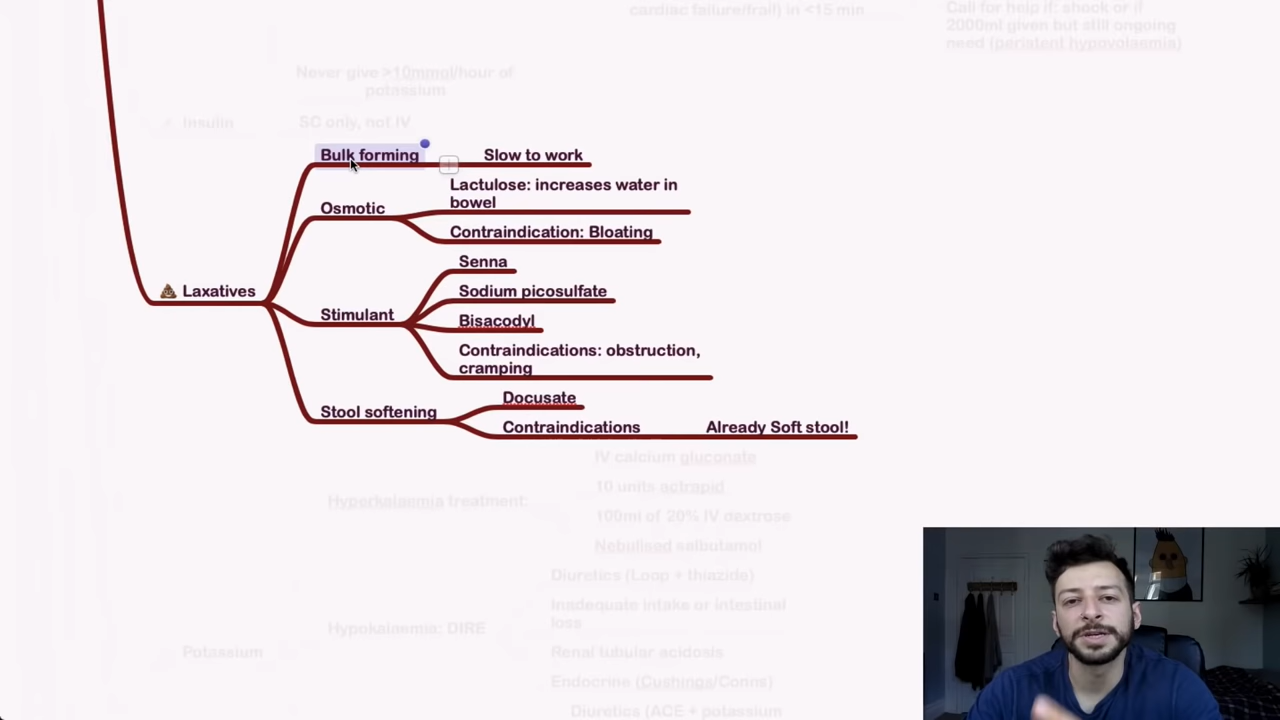 cardiac failure/frail) in <15 min
Call for help if: shock or if
2000ml given but still ongoing
need (peristent hypovolaemia)
Never give >10mmol/hour of
potassium
Insulin
SC only, not IV
Bulk forming
Slow to work
Lactulose: increases water in
bowel
Osmotic
Contraindication: Bloating
Senna
💩 Laxatives
Sodium picosulfate
Stimulant
Bisacodyl
Contraindications: obstruction,
cramping
Docusate
Stool softening
Contraindications
Already Soft stool!
IV calcium gluconate
10 units actrapid
Hyperkalaemia treatment:
100ml of 20% IV dextrose
Nebulised salbutamol
Diuretics (Loop + thiazide)
Inadequate intake or intestinal
loss
Hypokalaemia: DIRE
Potassium
Renal tubular acidosis
Endocrine (Cushings/Conns)
Diuretics (ACE + potassium